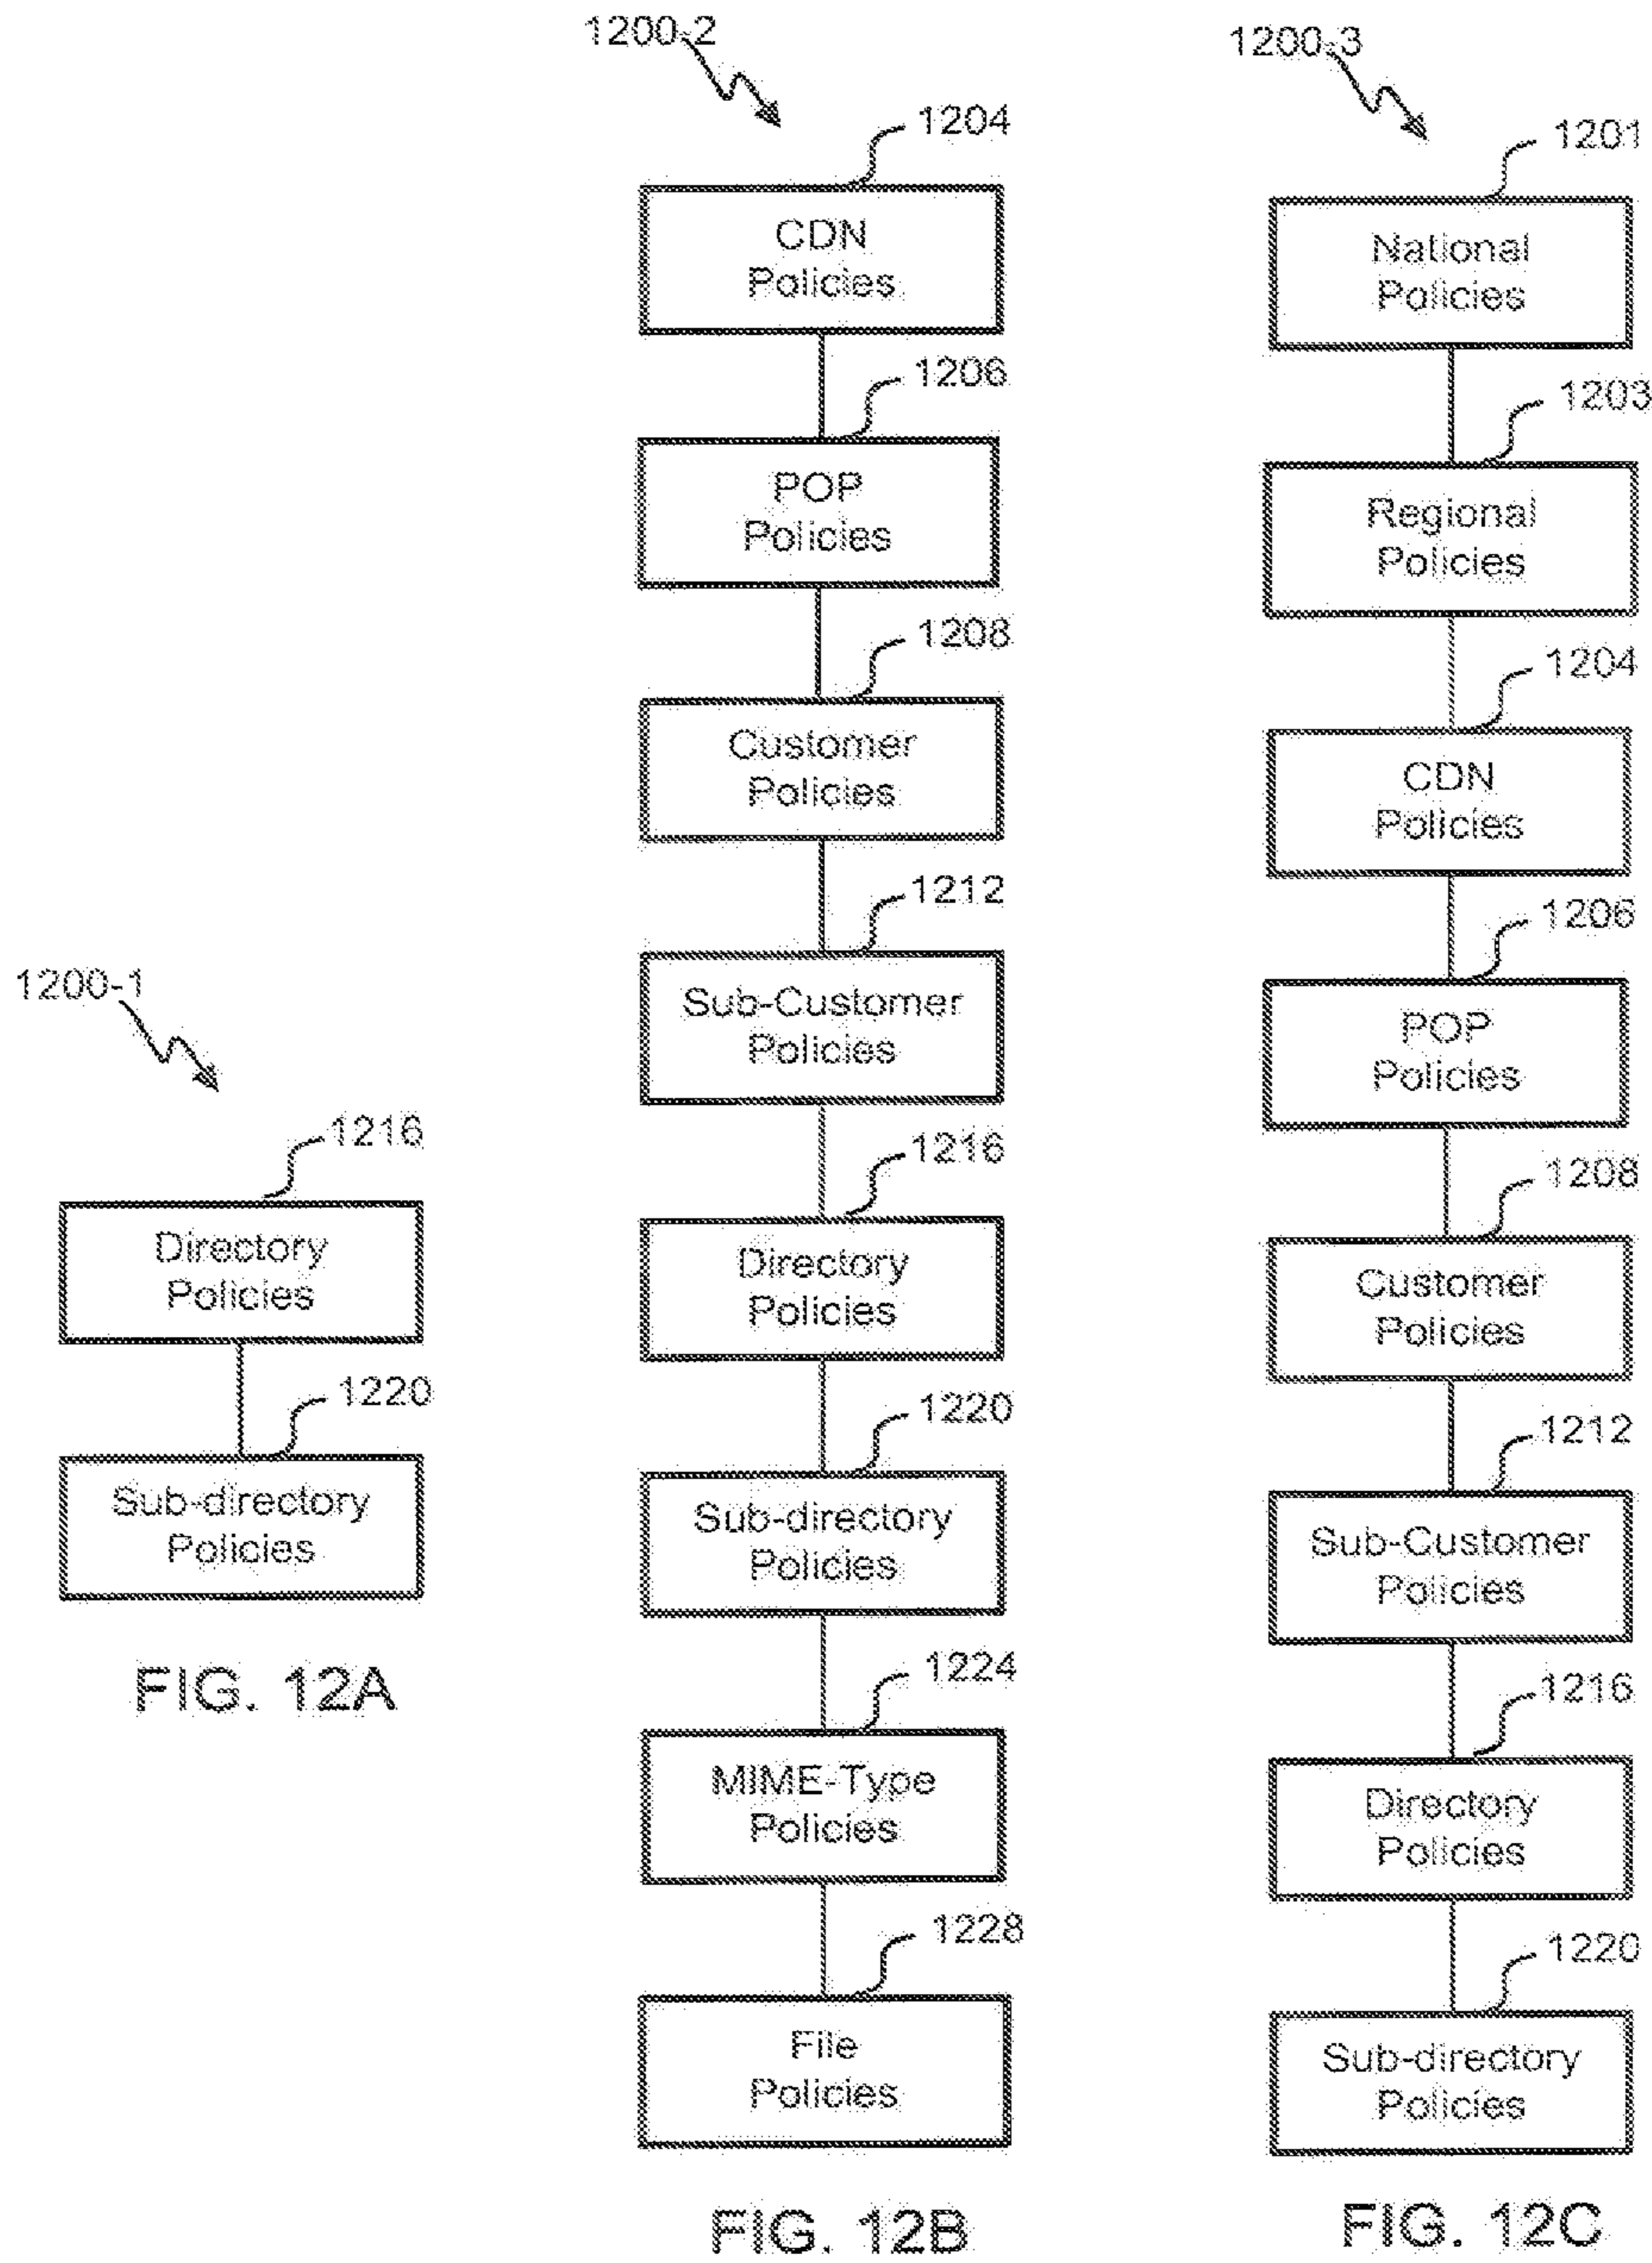 1200-1
1216
Directory
Policies
1220
Sub-directory
Policies
FIG. 12A
1200-2
1204
CDN
Policies
1206
POP
Policies
1208
Customer
Policies
1212
Sub-Customer
Policies
1216
Directory
Policies
1220
Sub-directory
Policies
1224
MIME-Type
Policies
1228
File
Policies
FIG. 12B
1200-3
1201
National
Policies
1203
Regional
Policies
1204
CDN
Policies
1206
POP
Policies
1208
Customer
Policies
1212
Sub-Customer
Policies
1216
Directory
Policies
1220
Sub-directory
Policies
FIG. 12C